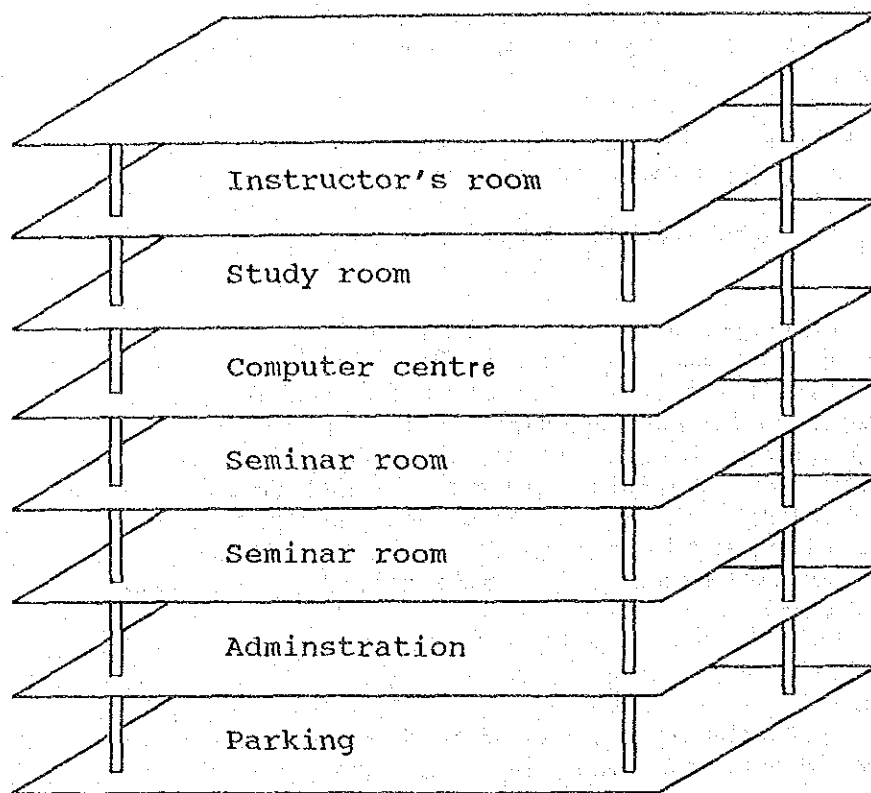 Instructor's room
Study room
Computer centre
Seminar room
Seminar room
Adminstration
Parking